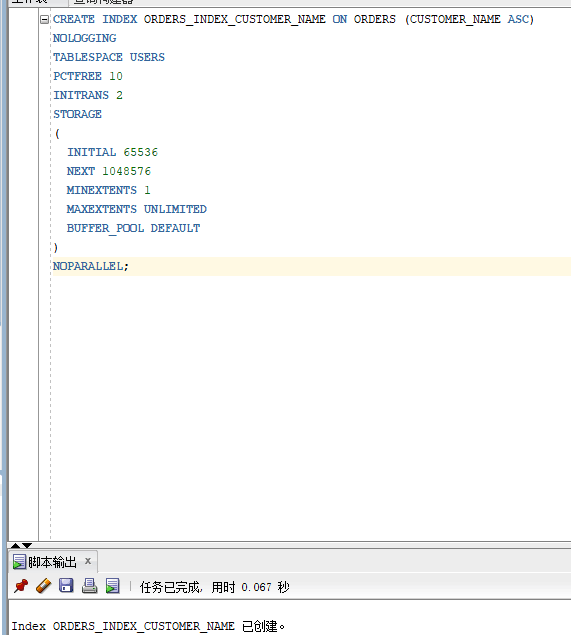 CREATE INDEX ORDERS_INDEX_CUSTOMER_NAME ON ORDERS (CUSTOMER_NAME ASC)
NOLOGGING
TABLESPACE USERS
PCTFREE 10
INITRANS 2
STORAGE
(
  INITIAL 65536
  NEXT 1048576
  MINEXTENTS 1
  MAXEXTENTS UNLIMITED
  BUFFER_POOL DEFAULT
)
NOPARALLEL;
脚本输出 x
任务已完成, 用时 0.067 秒
Index ORDERS_INDEX_CUSTOMER_NAME 已创建。